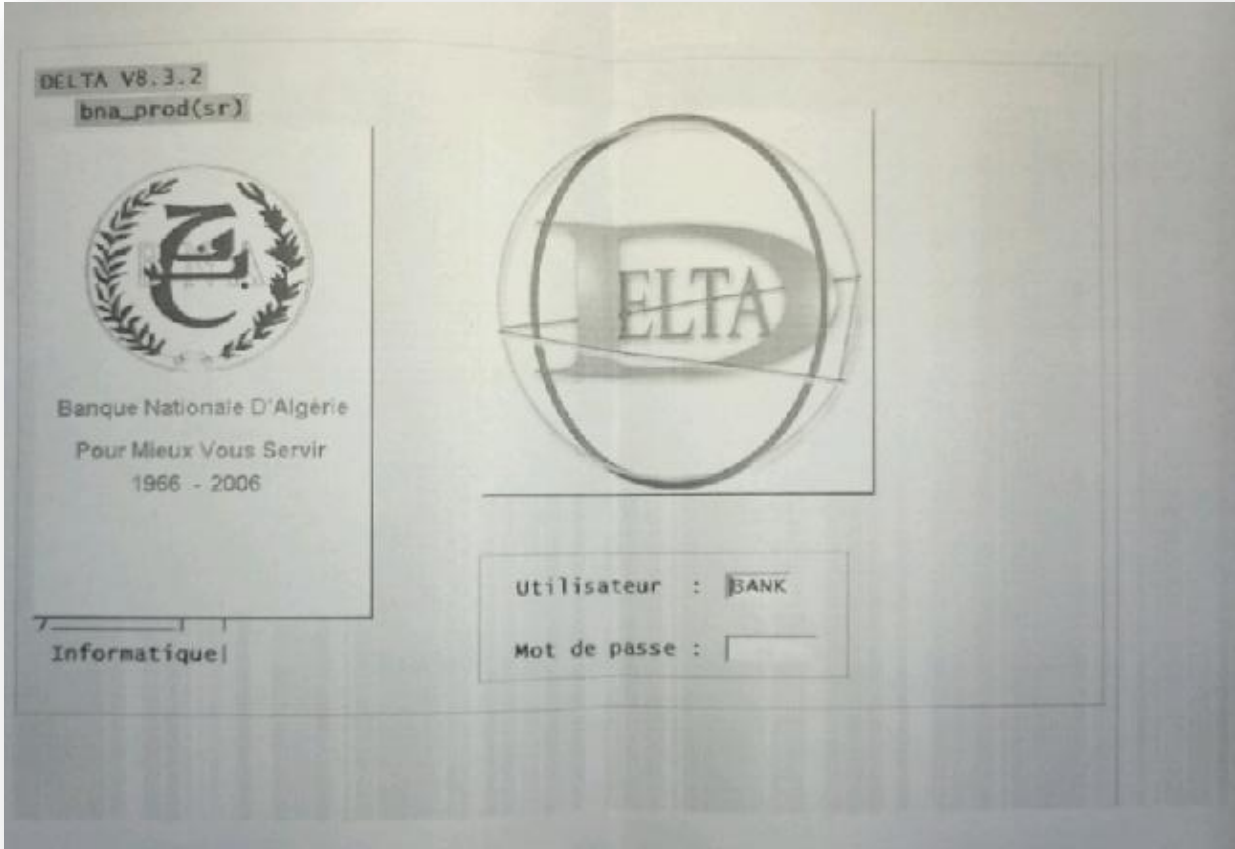 DELTA V8.3.2
bna_prod(sr)
Banque Nationale D'Algérie
Pour Mieux Vous Servir
1966 - 2006
Informatique|
DELTA
Utilisateur : BANK
Mot de passe :